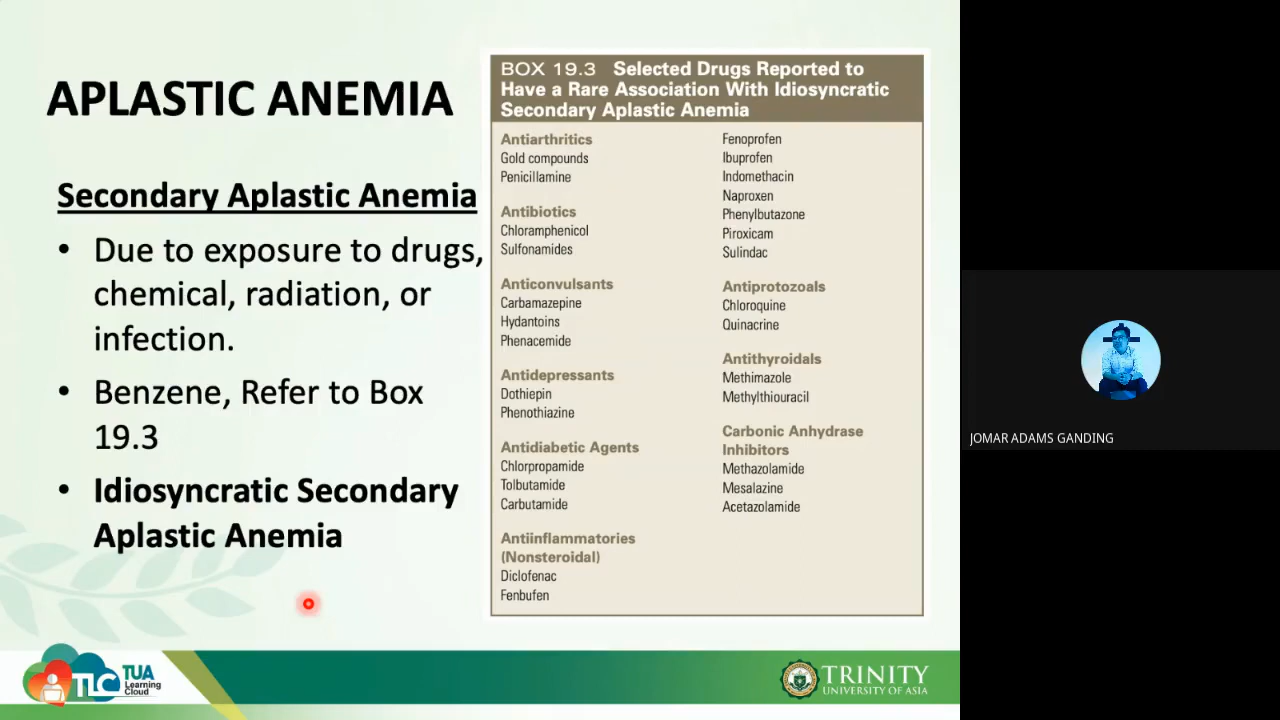 APLASTIC ANEMIA
Secondary Aplastic Anemia
• Due to exposure to drugs,
chemical, radiation, or
infection.
• Benzene, Refer to Box
19.3
• Idiosyncratic Secondary
Aplastic Anemia
BOX 19.3 Selected Drugs Reported to
Have a Rare Association With Idiosyncratic
Secondary Aplastic Anemia
Antiarthritics
Gold compounds
Penicillamine
Antibiotics
Chloramphenicol
Sulfonamides
Anticonvulsants
Carbamazepine
Hydantoins
Phenacemide
Antidepressants
Dothiepin
Phenothiazine
Antidiabetic Agents
Chlorpropamide
Tolbutamide
Carbutamide
Antiinflammatories
(Nonsteroidal)
Diclofenac
Fenbufen
Fenoprofen
Ibuprofen
Indomethacin
Naproxen
Phenylbutazone
Piroxicam
Sulindac
Antiprotozoals
Chloroquine
Quinacrine
Antithyroidals
Methimazole
Methylthiouracil
Carbonic Anhydrase
Inhibitors
Methazolamide
Mesalazine
Acetazolamide
JOMAR ADAMS GANDING
TLC TUA
Learning
Cloud
TRINITY
UNIVERSITY OF ASIA